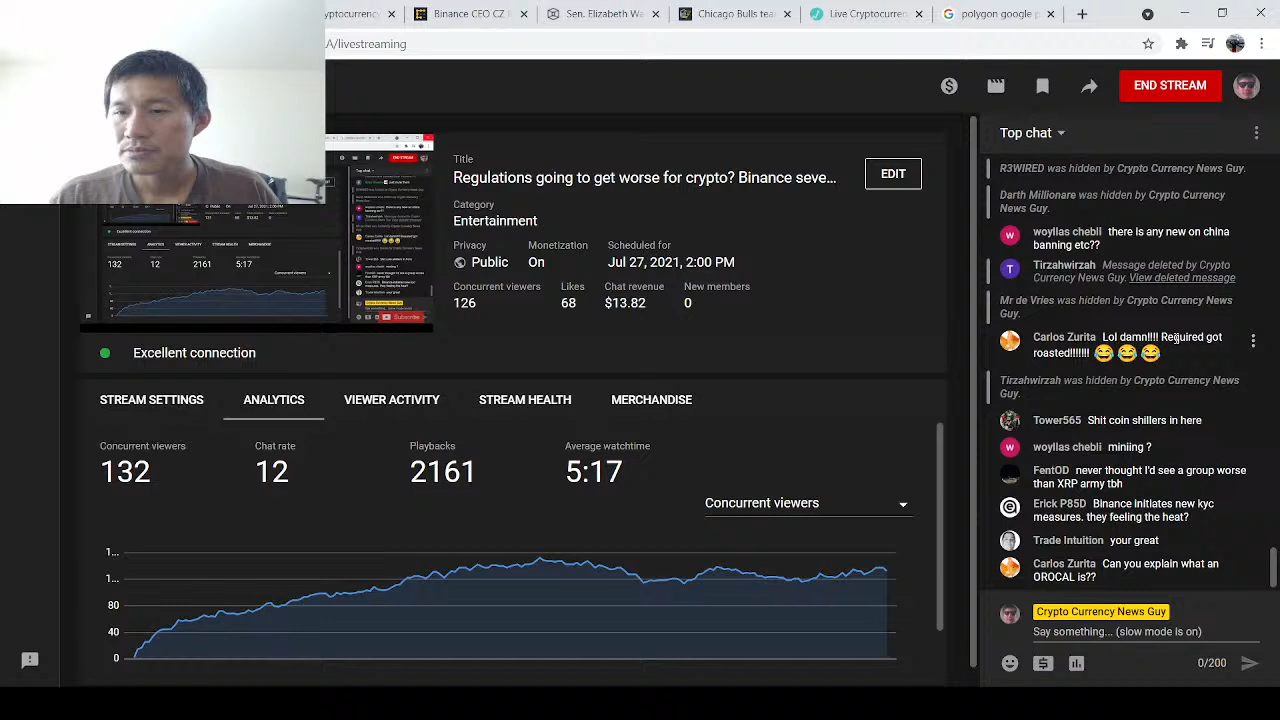 yptocurrency
Binance CEO CZ
Sen. Elizabeth Wa
Chicago Bulls tea
Live Cryptocurre
polygon google
A/livestreaming
END STREAM
Top chat
R3WIRED was hidden by Crypto Currency News Guy.
Darth Millionare was hidden by Crypto Currency
News Guy.
woyllas chebli there is any new on china
banning etc?
Tirzahwirzah Message deleted by Crypto
Currency News Guy. View deleted message
Mr de Vries was hidden by Crypto Currency News
Guy.
Carlos Zurita Lol damn!!!! Required got
roasted!!!!!!! 😂 😂 😂
Tirzahwirzah was hidden by Crypto Currency News
Guy.
Tower565 Shit coin shillers in here
woyllas chebli mining ?
FentOD never thought I'd see a group worse
than XRP army tbh
Erick P85D Binance initiates new kyc
measures. they feeling the heat?
Trade Intuition your great
Carlos Zurita Can you explain what an
OROCAL is??
Crypto Currency News Guy
Say something... (slow mode is on)
0/200
Title
Regulations going to get worse for crypto? Binance seve...
EDIT
Category
Entertainment
Privacy Monetization Scheduled for
Public On Jul 27, 2021, 2:00 PM
Concurrent viewers Likes Chat revenue New members
126 68 $13.82 0
Excellent connection
STREAM SETTINGS ANALYTICS VIEWER ACTIVITY STREAM HEALTH MERCHANDISE
Concurrent viewers Chat rate Playbacks Average watchtime
132 12 2161 5:17
Concurrent viewers
1...
1...
80
40
0